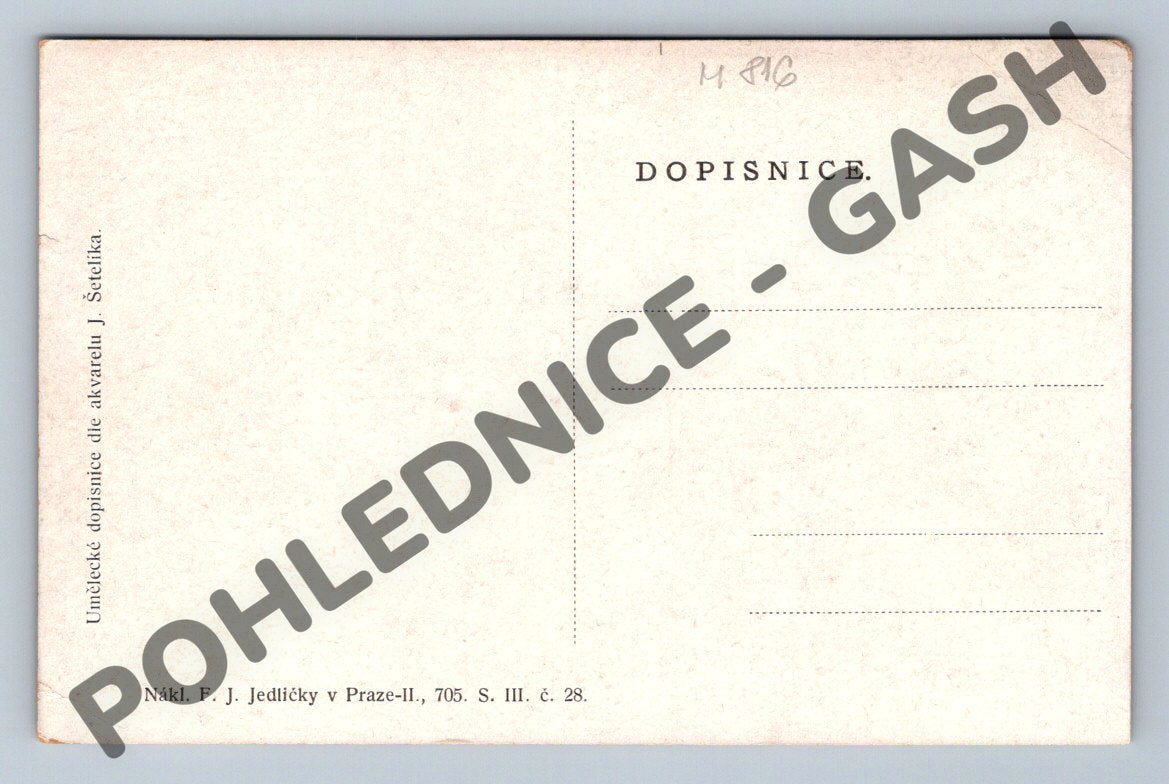 M 816
DOPISNICE.
Umělecké dopisnice dle akvarelu J. Šetelíka.
Nákl. F. J. Jedličky v Praze-II., 705. S. III. č. 28.
POHLEDNICE - GASH